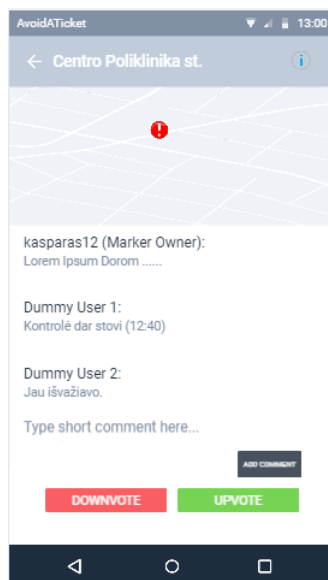 AvoidATicket
13:00
Centro Poliklinika st.
kasparas12 (Marker Owner):
Lorem Ipsum Dorom ......
Dummy User 1:
Kontrolė dar stovi (12:40)
Dummy User 2:
Jau išvažiavo.
Type short comment here...
ADD COMMENT
DOWNVOTE
UPVOTE